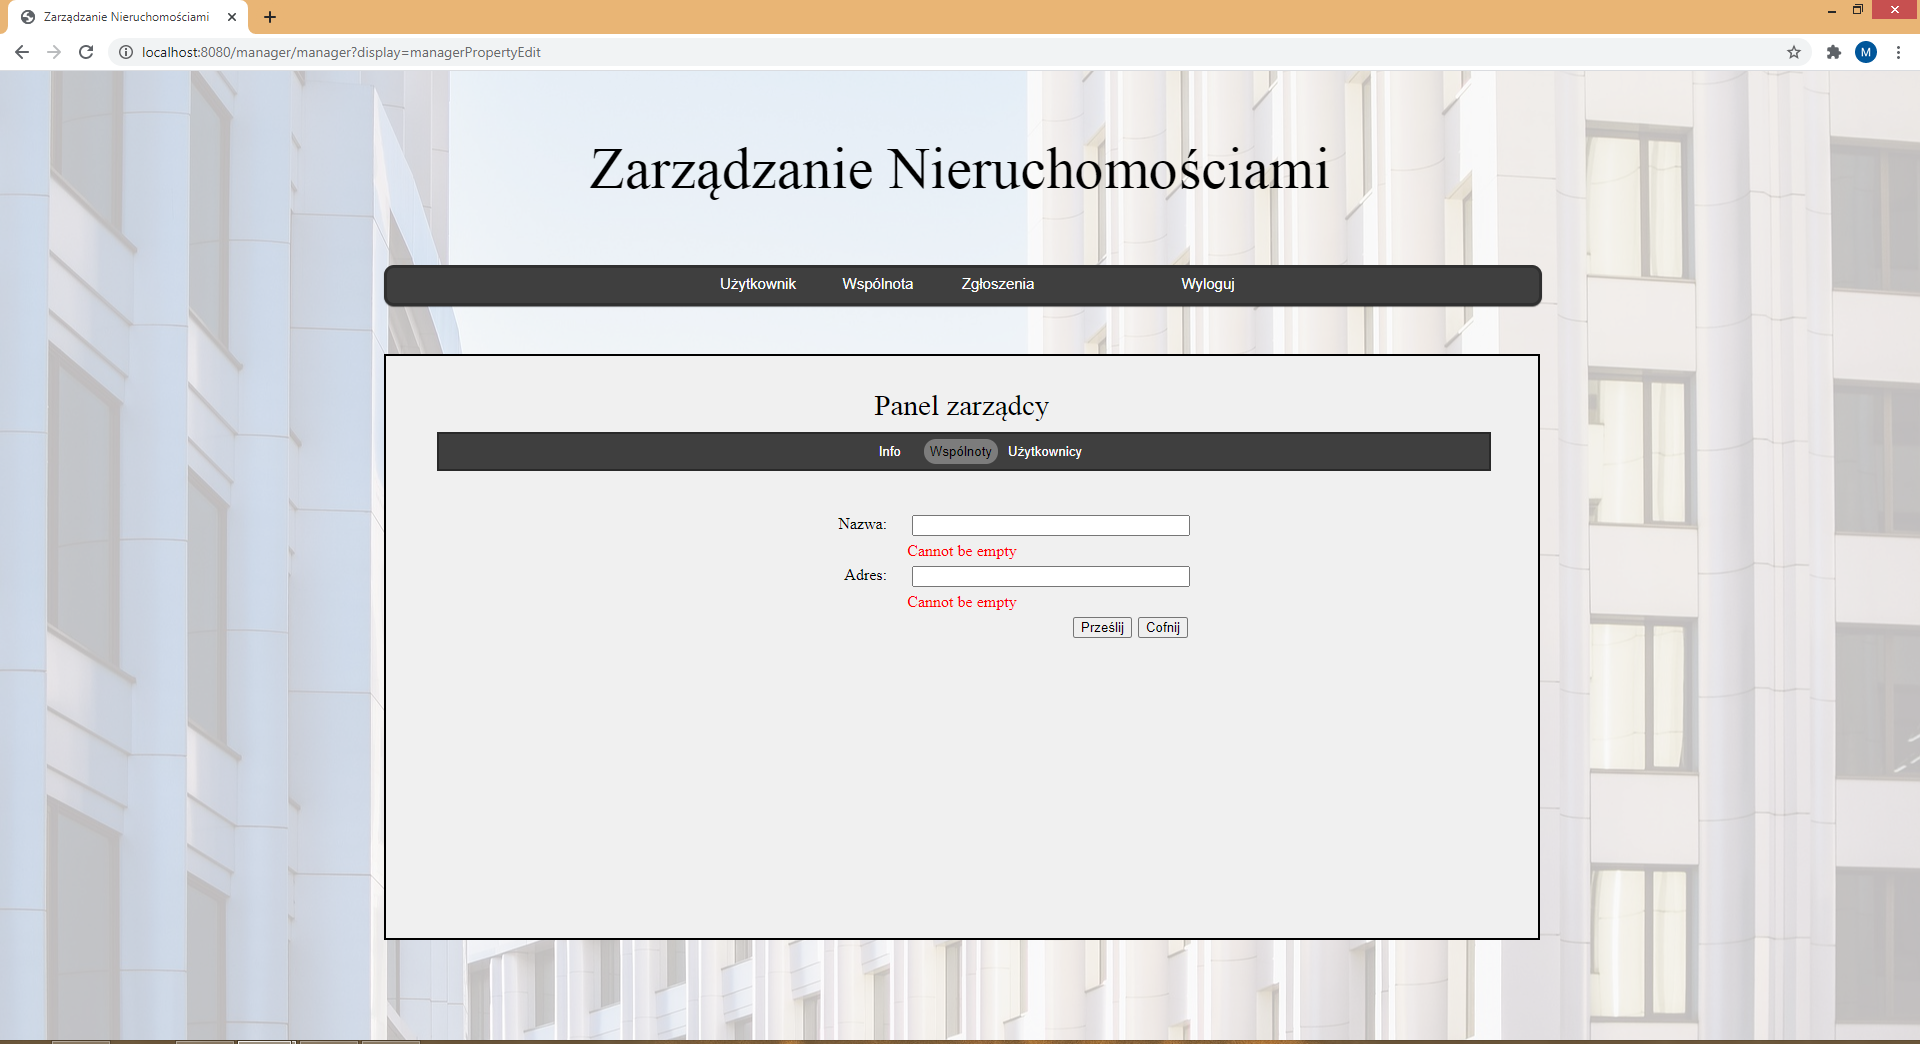 Zarządzanie Nieruchomościami
localhost:8080/manager/manager?display=managerPropertyEdit
M
Zarządzanie Nieruchomościami
Użytkownik Wspólnota Zgłoszenia Wyloguj
Panel zarządcy
Info Wspólnoty Użytkownicy
Nazwa:
Cannot be empty
Adres:
Cannot be empty
Prześlij Cofnij